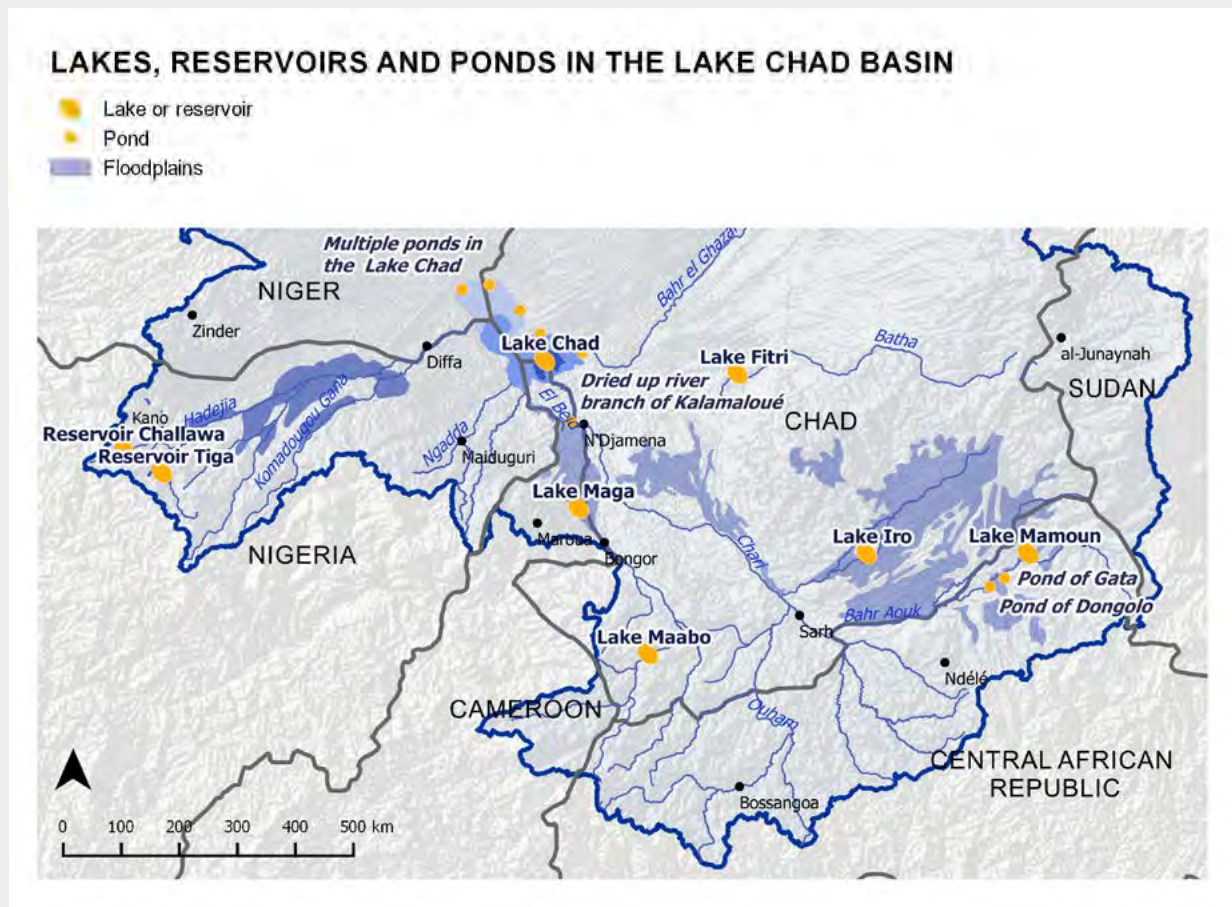 LAKES, RESERVOIRS AND PONDS IN THE LAKE CHAD BASIN
Lake or reservoir
Pond
Floodplains
Multiple ponds in
the Lake Chad
NIGER
Zinder
Diffa
Lake Chad
Bahr el Ghazal
Lake Fitri
Batha
al-Junaynah
SUDAN
Dried up river
branch of Kalamaloué
CHAD
Kano
Hadejia
Komadougou Gana
Reservoir Challawa
Reservoir Tiga
Ngadda
Maiduguri
El Beid
N'Djamena
Lake Maga
Maroua
Bongor
NIGERIA
Chari
Lake Iro
Lake Mamoun
Pond of Gata
Pond of Dongolo
Bahr Aouk
Sarh
Lake Maabo
Ndélé
CAMEROON
Ouham
CENTRAL AFRICAN
REPUBLIC
Bossangoa
0 100 200 300 400 500 km